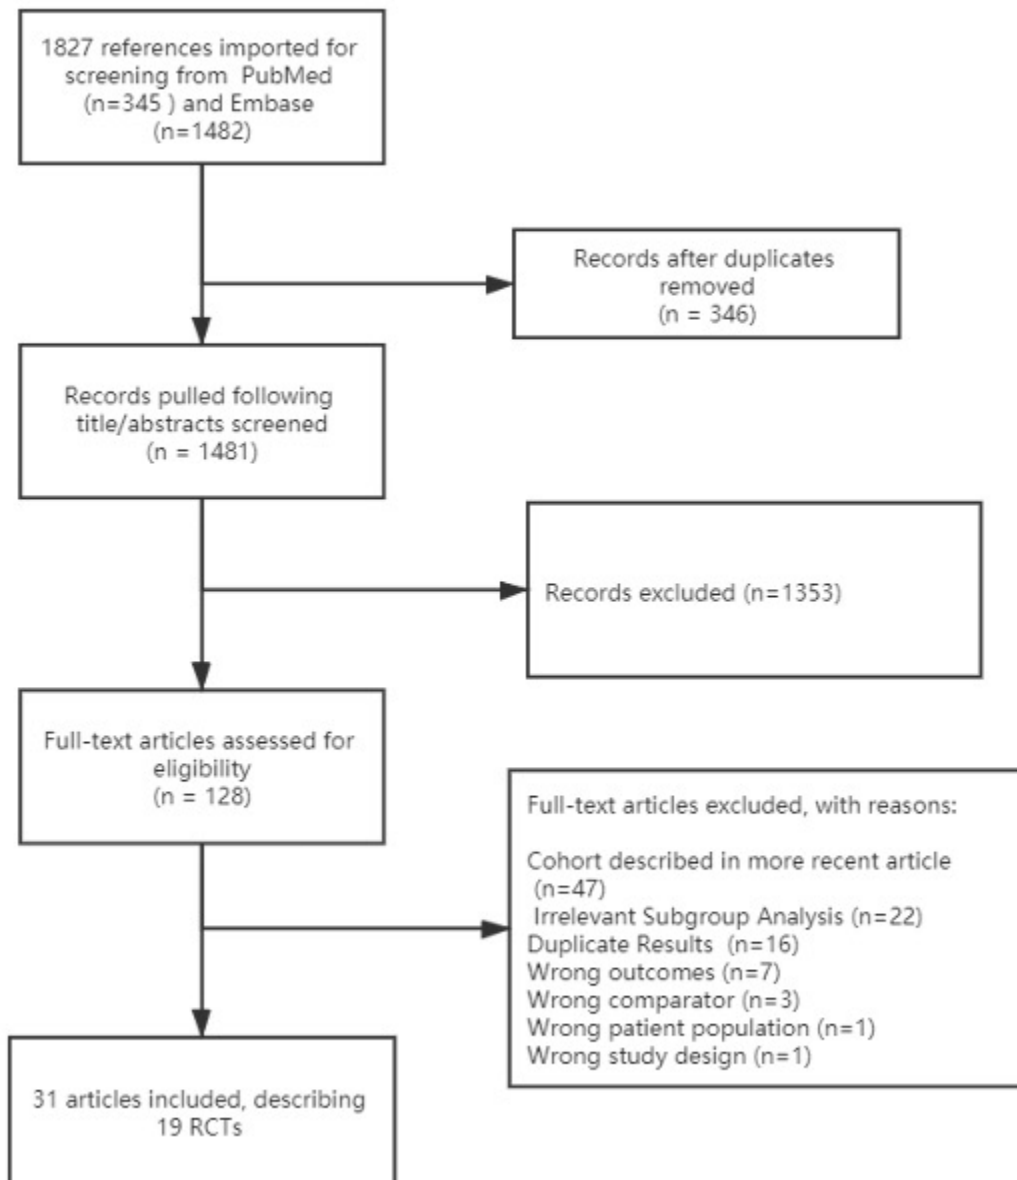 1827 references imported for
screening from PubMed
(n=345 ) and Embase
(n=1482)
Records after duplicates
removed
(n = 346)
Records pulled following
title/abstracts screened
(n = 1481)
Records excluded (n=1353)
Full-text articles assessed for
eligibility
(n = 128)
Full-text articles excluded, with reasons:
Cohort described in more recent article
(n=47)
Irrelevant Subgroup Analysis (n=22)
Duplicate Results (n=16)
Wrong outcomes (n=7)
Wrong comparator (n=3)
Wrong patient population (n=1)
Wrong study design (n=1)
31 articles included, describing
19 RCTs